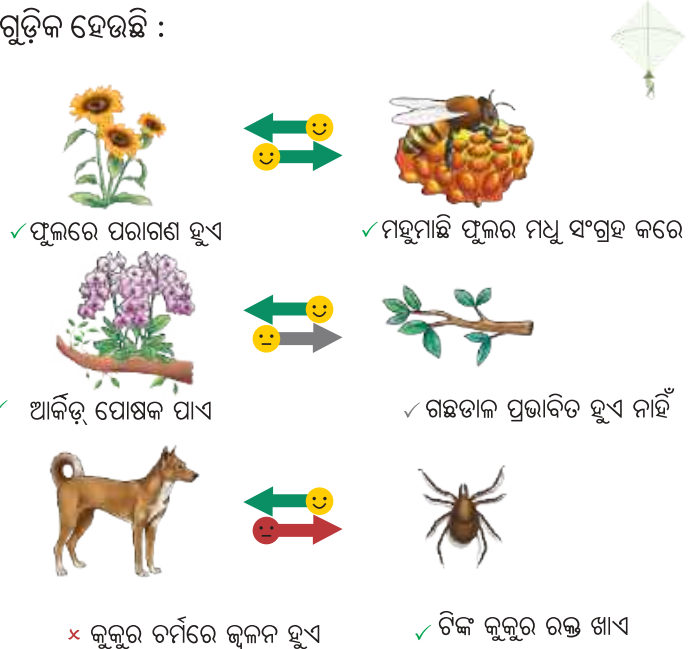 ଗୁଡ଼ିକ ହେଉଛି :
✓ ଫୁଲରେ ପରାଗଣ ହୁଏ
✓ ମହୁମାଛି ଫୁଲର ମଧୁ ସଂଗ୍ରହ କରେ
✓ ଆର୍କିଡ଼୍ ପୋଷକ ପାଏ
✓ ଗଛଡାଳ ପ୍ରଭାବିତ ହୁଏ ନାହିଁ
× କୁକୁର ଚର୍ମରେ ଜ୍ୱଳନ ହୁଏ
✓ ଟିଙ୍କ କୁକୁର ରକ୍ତ ଖାଏ